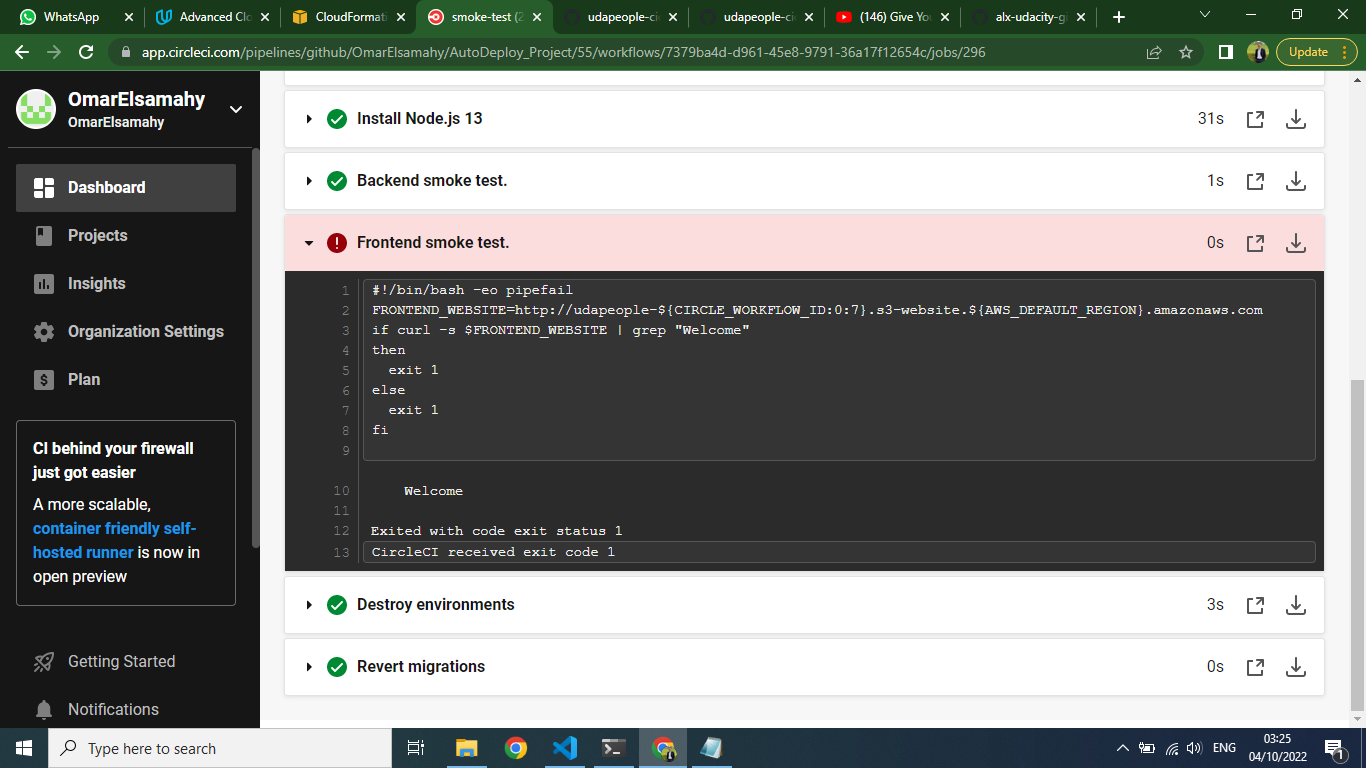 WhatsApp
Advanced Clo
CloudFormati
smoke-test (2
udapeople-ci
udapeople-ci
(146) Give You
alx-udacity-gi
app.circleci.com/pipelines/github/OmarElsamahy/AutoDeploy_Project/55/workflows/7379ba4d-d961-45e8-9791-36a17f12654c/jobs/296
Update
OmarElsamahy
OmarElsamahy
Dashboard
Projects
Insights
Organization Settings
Plan
CI behind your firewall
just got easier
A more scalable,
container friendly self-
hosted runner is now in
open preview
Getting Started
Notifications
Install Node.js 13
31s
Backend smoke test.
1s
Frontend smoke test.
0s
1 #!/bin/bash -eo pipefail
2 FRONTEND_WEBSITE=http://udapeople-${CIRCLE_WORKFLOW_ID:0:7}.s3-website.${AWS_DEFAULT_REGION}.amazonaws.com
3 if curl -s $FRONTEND_WEBSITE | grep "Welcome"
4 then
5   exit 1
6 else
7   exit 1
8 fi
9
10     Welcome
11
12 Exited with code exit status 1
13 CircleCI received exit code 1
Destroy environments
3s
Revert migrations
0s
Type here to search
ENG
03:25
04/10/2022
1